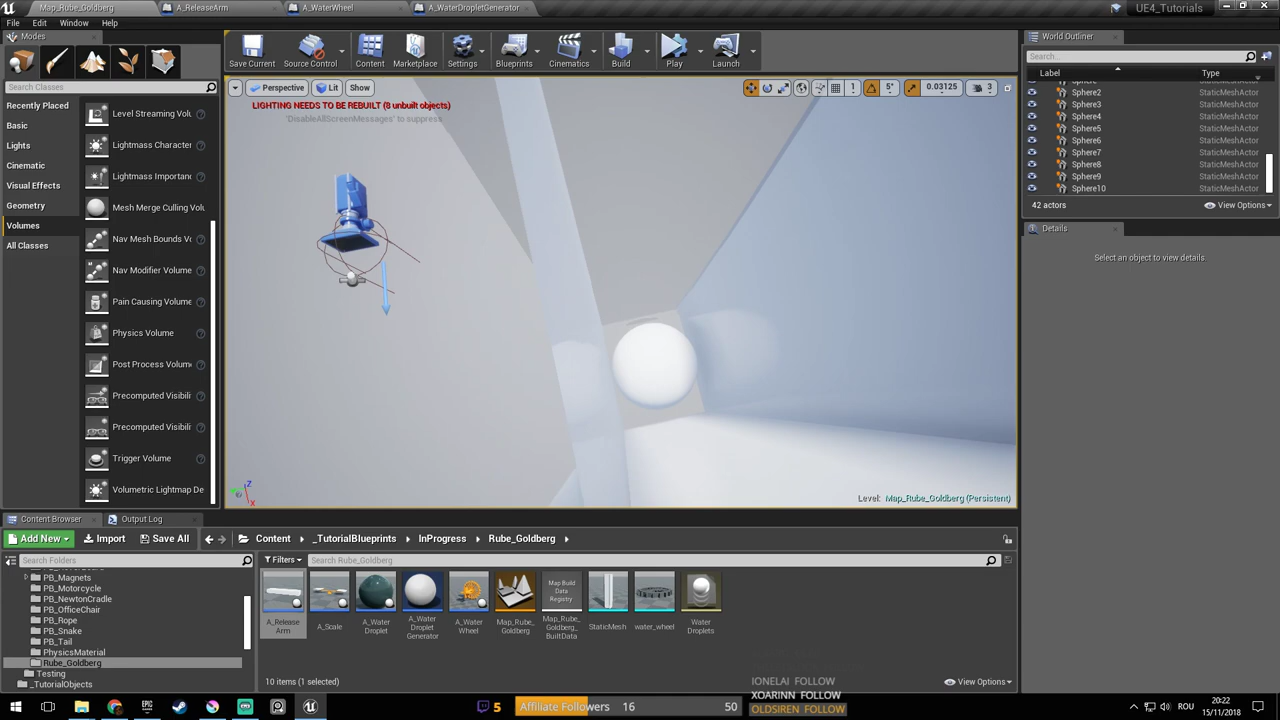 Map_Rube_Goldberg
A_ReleaseArm
A_WaterWheel
A_WaterDropletGenerator
UE4_Tutorials
File
Edit
Window
Help
Modes
Search Classes
Recently Placed
Basic
Lights
Cinematic
Visual Effects
Geometry
Volumes
All Classes
Level Streaming Volu
Lightmass Character
Lightmass Importanc
Mesh Merge Culling Volu
Nav Mesh Bounds Vo
Nav Modifier Volume
Pain Causing Volume
Physics Volume
Post Process Volum
Precomputed Visibili
Precomputed Visibili
Trigger Volume
Volumetric Lightmap De
Save Current
Source Control
Content
Marketplace
Settings
Blueprints
Cinematics
Build
Play
Launch
Perspective
Lit
Show
1
5°
0.03125
3
LIGHTING NEEDS TO BE REBUILT (8 unbuilt objects)
'DisableAllScreenMessages' to suppress
Z
X
Level: Map_Rube_Goldberg (Persistent)
World Outliner
Search...
Label
Type
Sphere2 StaticMeshActor
Sphere3 StaticMeshActor
Sphere4 StaticMeshActor
Sphere5 StaticMeshActor
Sphere6 StaticMeshActor
Sphere7 StaticMeshActor
Sphere8 StaticMeshActor
Sphere9 StaticMeshActor
Sphere10 StaticMeshActor
42 actors
View Options
Details
Select an object to view details
Content Browser
Output Log
Add New
Import
Save All
Content
_TutorialBlueprints
InProgress
Rube_Goldberg
Search Folders
PB_Magnets
PB_Motorcycle
PB_NewtonCradle
PB_OfficeChair
PB_Rope
PB_Snake
PB_Tail
PhysicsMaterial
Rube_Goldberg
Testing
_TutorialObjects
Filters
Search Rube_Goldberg
A_Release
Arm
A_Scale
A_Water
Droplet
A_Water
Droplet
Generator
A_Water
Wheel
Map_Rube_
Goldberg
Map Build
Data
Registry
Map_Rube_
Goldberg_
BuiltData
StaticMesh
water_wheel
Water
Droplets
10 items (1 selected)
View Options
IONELAI FOLLOW
XOARINN FOLLOW
OLDSIREN FOLLOW
5
Affiliate Followers 16 50
ROU
20:22
15/11/2018